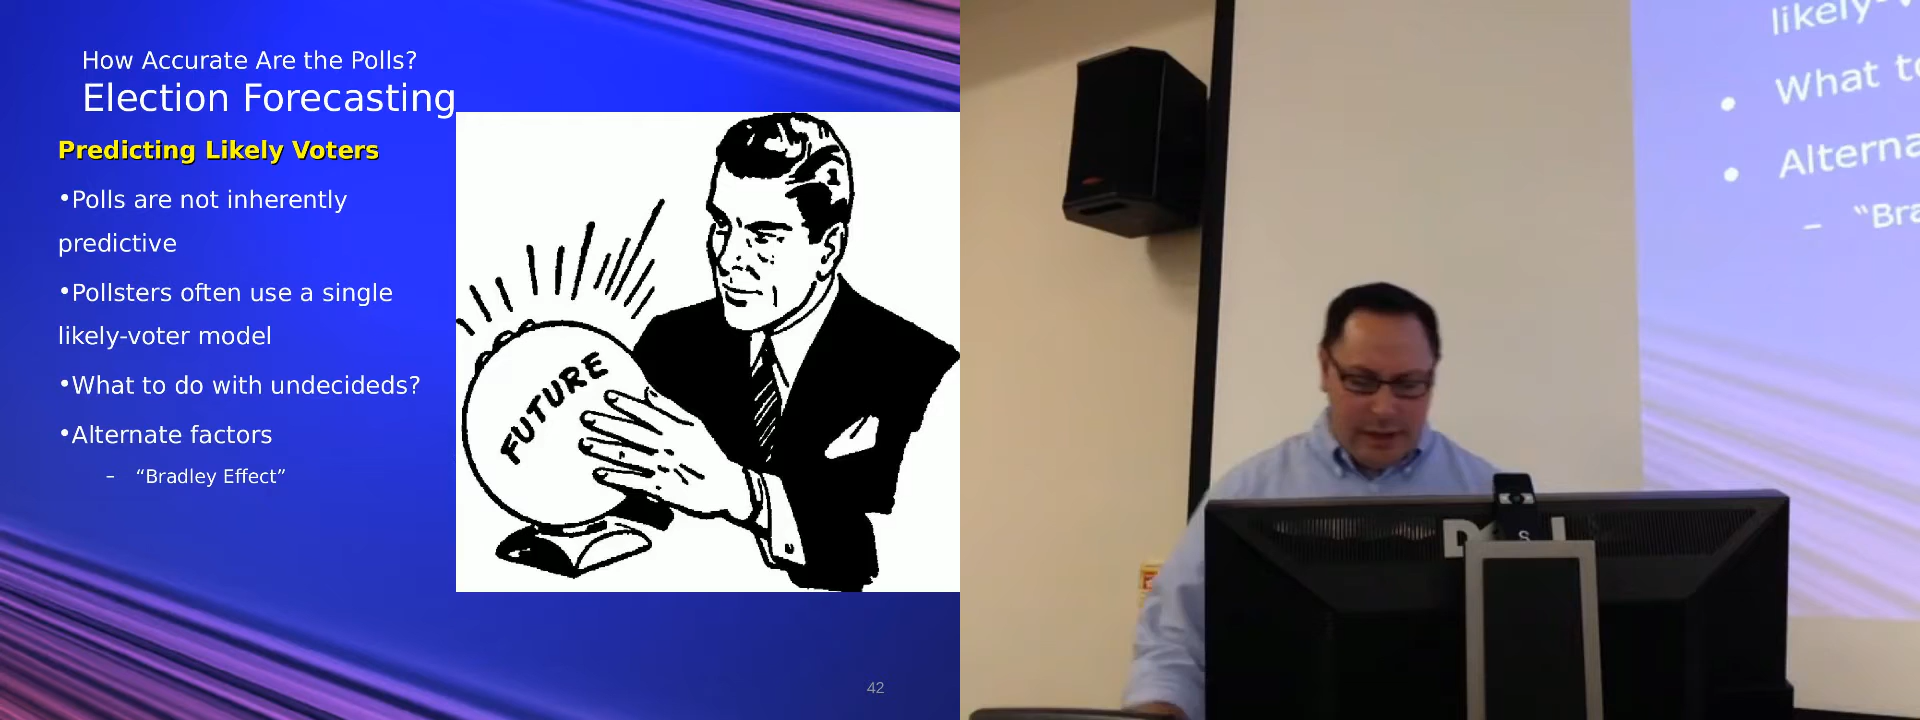 How Accurate Are the Polls?
Election Forecasting
Predicting Likely Voters
•Polls are not inherently
predictive
•Pollsters often use a single
likely-voter model
•What to do with undecideds?
•Alternate factors
– “Bradley Effect”
FUTURE
42
likely-v
• What to
• Alterna
– “Bra
S